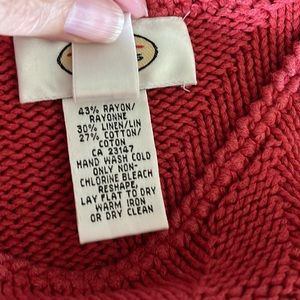 43% RAYON/
RAYONNE
30% LINEN/LIN
27% COTTON/
COTON
CA 23147
HAND WASH COLD
ONLY NON-
CHLORINE BLEACH
RESHAPE,
LAY FLAT TO DRY
WARM IRON
OR DRY CLEAN